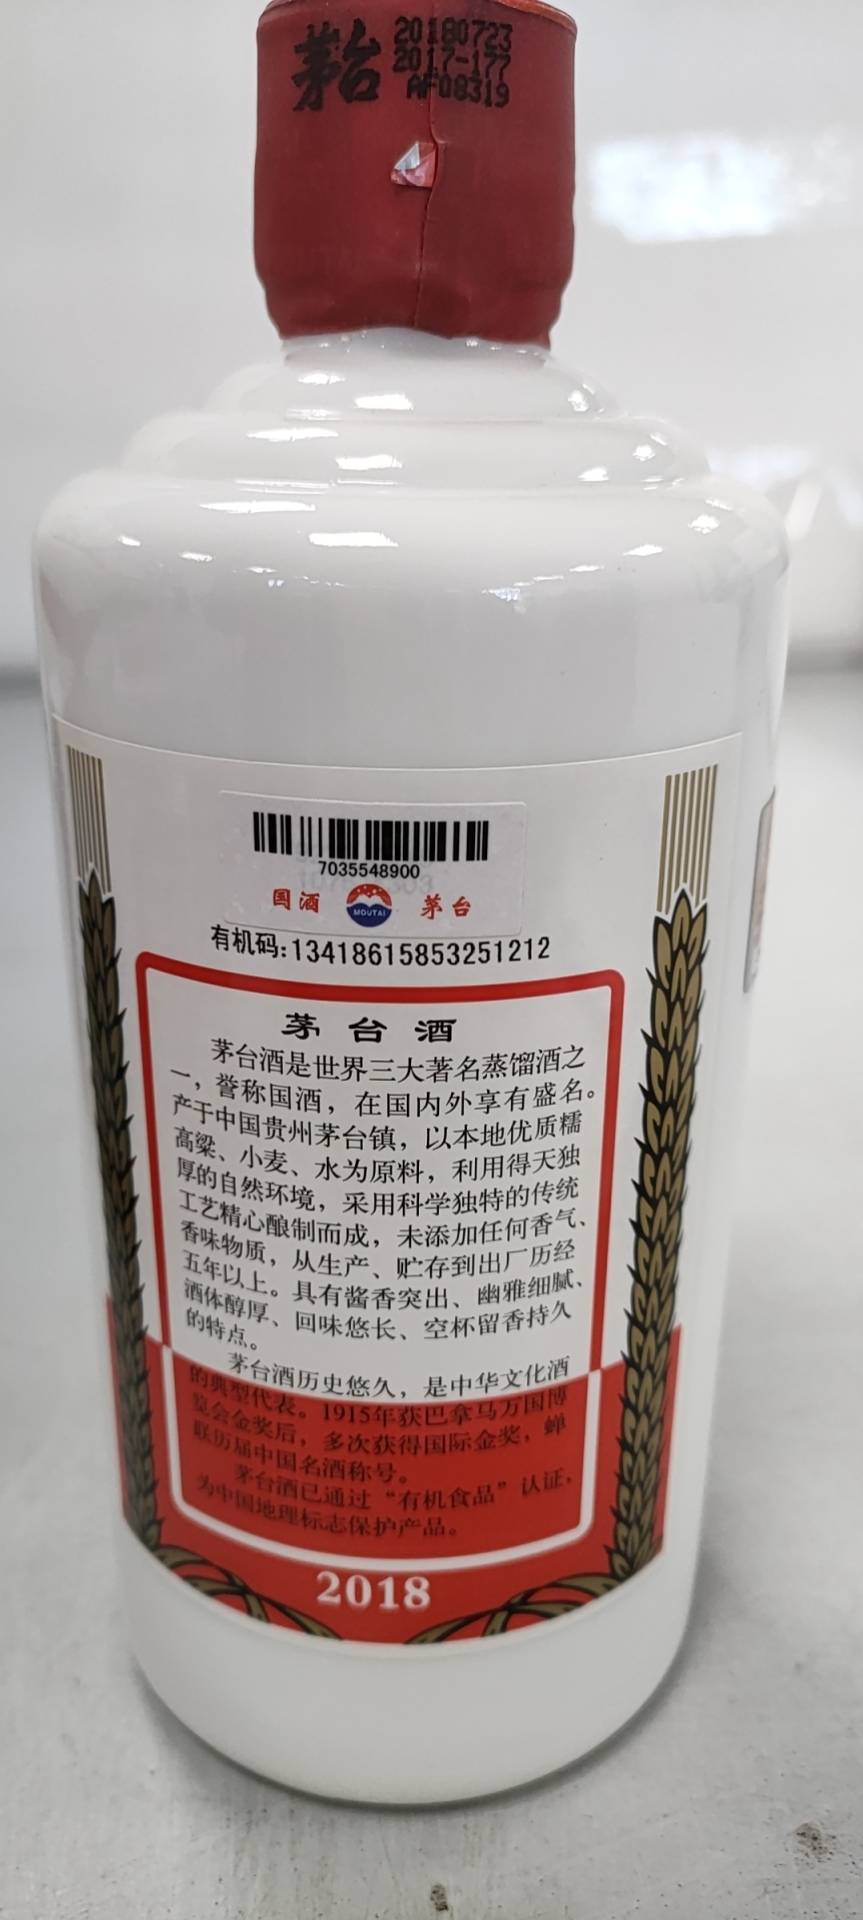 茅台
20180723
2017-177
AF08319
7035548900
国酒
MOUTAI
茅台
有机码:13418615853251212
茅台酒
茅台酒是世界三大著名蒸馏酒之
一，誉称国酒，在国内外享有盛名。
产于中国贵州茅台镇，以本地优质糯
高粱、小麦、水为原料，利用得天独
厚的自然环境，采用科学独特的传统
工艺精心酿制而成，未添加任何香气、
香味物质，从生产、贮存到出厂历经
五年以上。具有酱香突出、幽雅细腻、
酒体醇厚、回味悠长、空杯留香持久
的特点。
茅台酒历史悠久，是中华文化酒
的典型代表。1915年获巴拿马万国博
览会金奖后，多次获得国际金奖，蝉
联历届中国名酒称号。
茅台酒已通过“有机食品”认证，
为中国地理标志保护产品。
2018